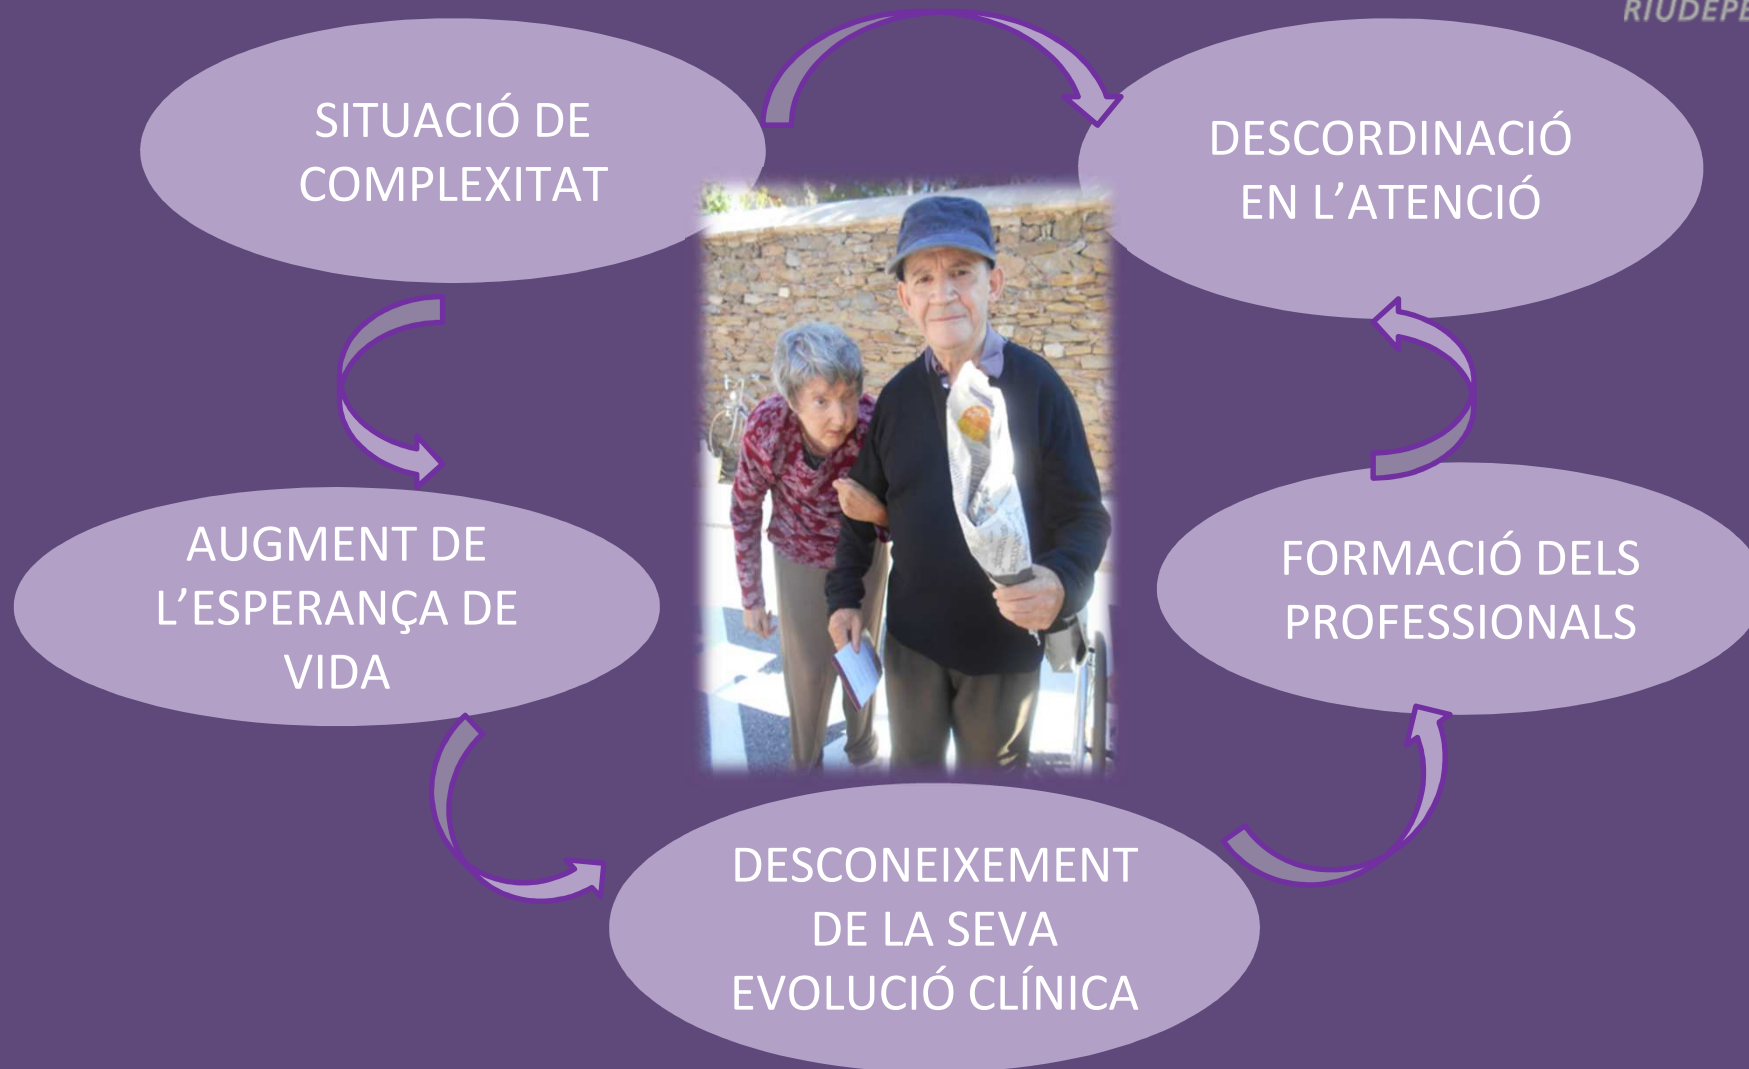 SITUACIÓ DE
COMPLEXITAT
DESCORDINACIÓ
EN L’ATENCIÓ
AUGMENT DE
L’ESPERANÇA DE
VIDA
FORMACIÓ DELS
PROFESSIONALS
DESCONEIXEMENT
DE LA SEVA
EVOLUCIÓ CLÍNICA